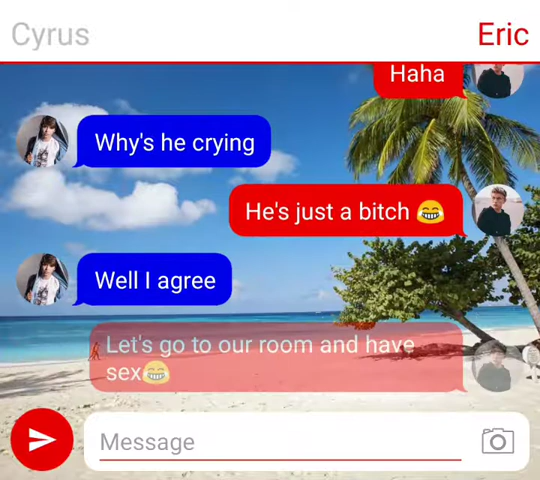 Cyrus Eric
Haha
Why's he crying
He's just a bitch 😂
Well I agree
Let's go to our room and have
sex😂
Message